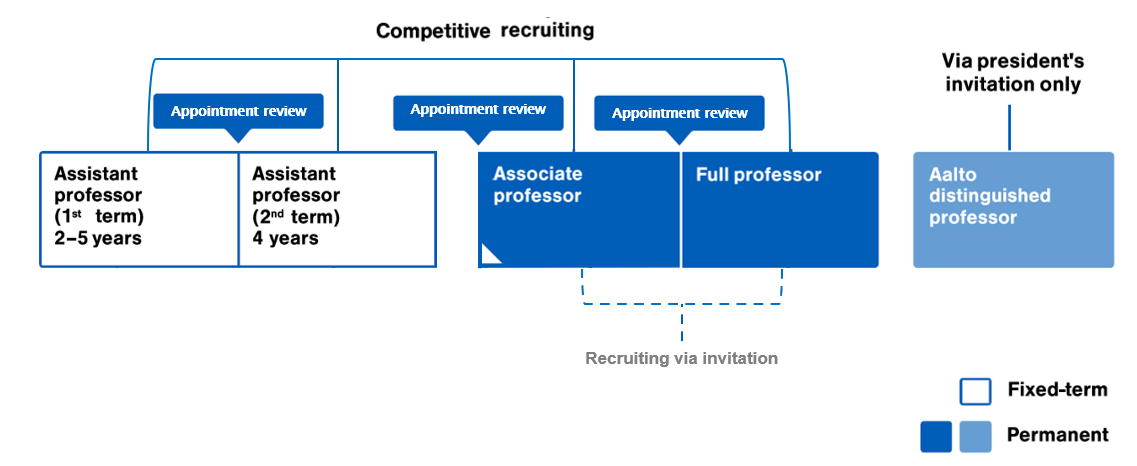 Competitive recruiting
Via president's
invitation only
Appointment review
Appointment review
Appointment review
Assistant
professor
(1st term)
2–5 years
Assistant
professor
(2nd term)
4 years
Associate
professor
Full professor
Aalto
distinguished
professor
Recruiting via invitation
Fixed-term
Permanent